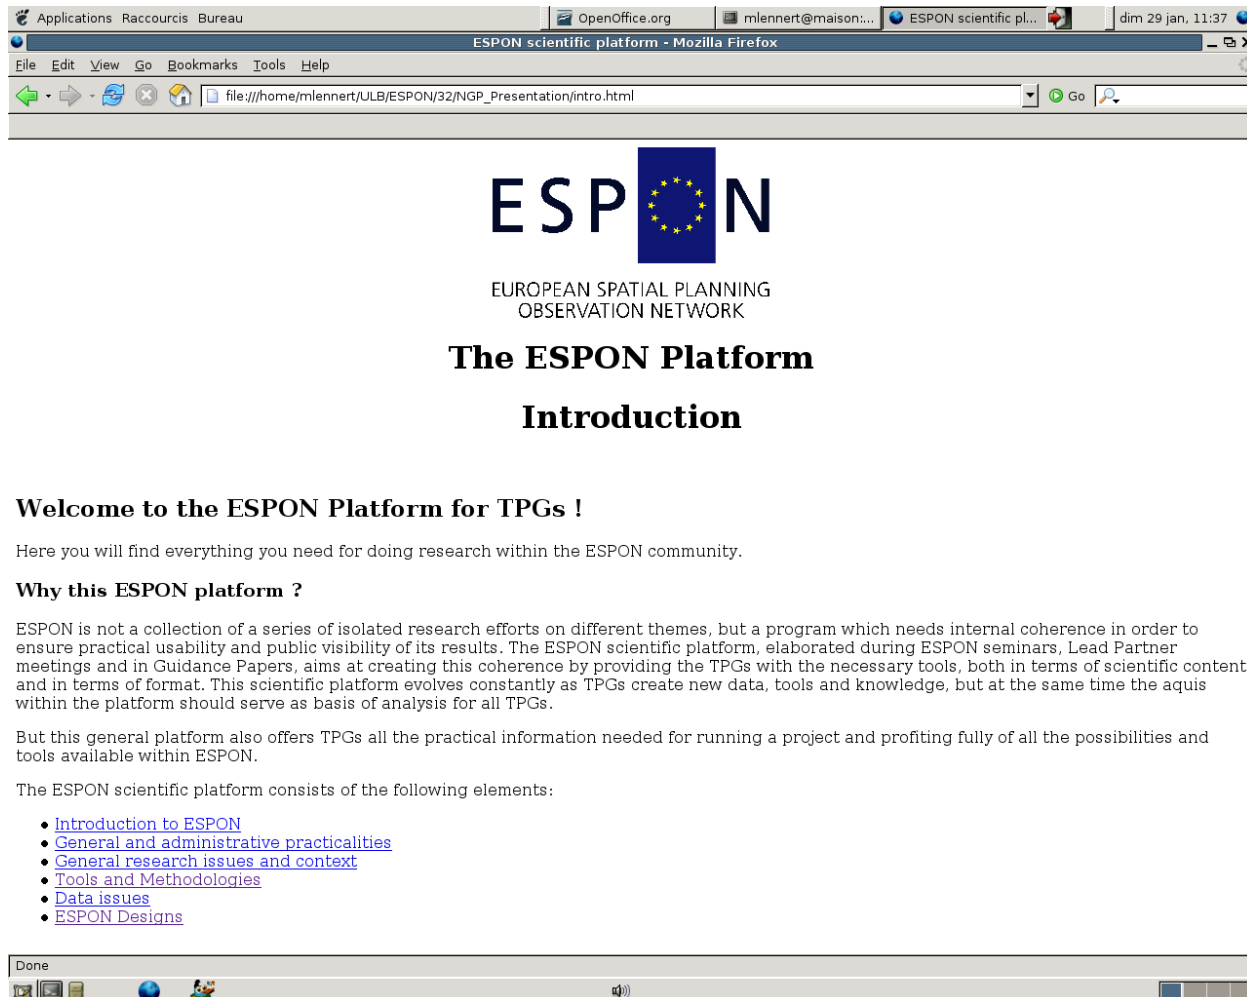 Applications Raccourcis Bureau OpenOffice.org mlennert@maison:... ESPON scientific pl... dim 29 jan, 11:37
ESPON scientific platform - Mozilla Firefox
File Edit View Go Bookmarks Tools Help
file:///home/mlennert/ULB/ESPON/32/NGP_Presentation/intro.html Go
ESPON
EUROPEAN SPATIAL PLANNING
OBSERVATION NETWORK
The ESPON Platform
Introduction
Welcome to the ESPON Platform for TPGs !
Here you will find everything you need for doing research within the ESPON community.
Why this ESPON platform ?
ESPON is not a collection of a series of isolated research efforts on different themes, but a program which needs internal coherence in order to
ensure practical usability and public visibility of its results. The ESPON scientific platform, elaborated during ESPON seminars, Lead Partner
meetings and in Guidance Papers, aims at creating this coherence by providing the TPGs with the necessary tools, both in terms of scientific content
and in terms of format. This scientific platform evolves constantly as TPGs create new data, tools and knowledge, but at the same time the aquis
within the platform should serve as basis of analysis for all TPGs.
But this general platform also offers TPGs all the practical information needed for running a project and profiting fully of all the possibilities and
tools available within ESPON.
The ESPON scientific platform consists of the following elements:
• Introduction to ESPON
• General and administrative practicalities
• General research issues and context
• Tools and Methodologies
• Data issues
• ESPON Designs
Done